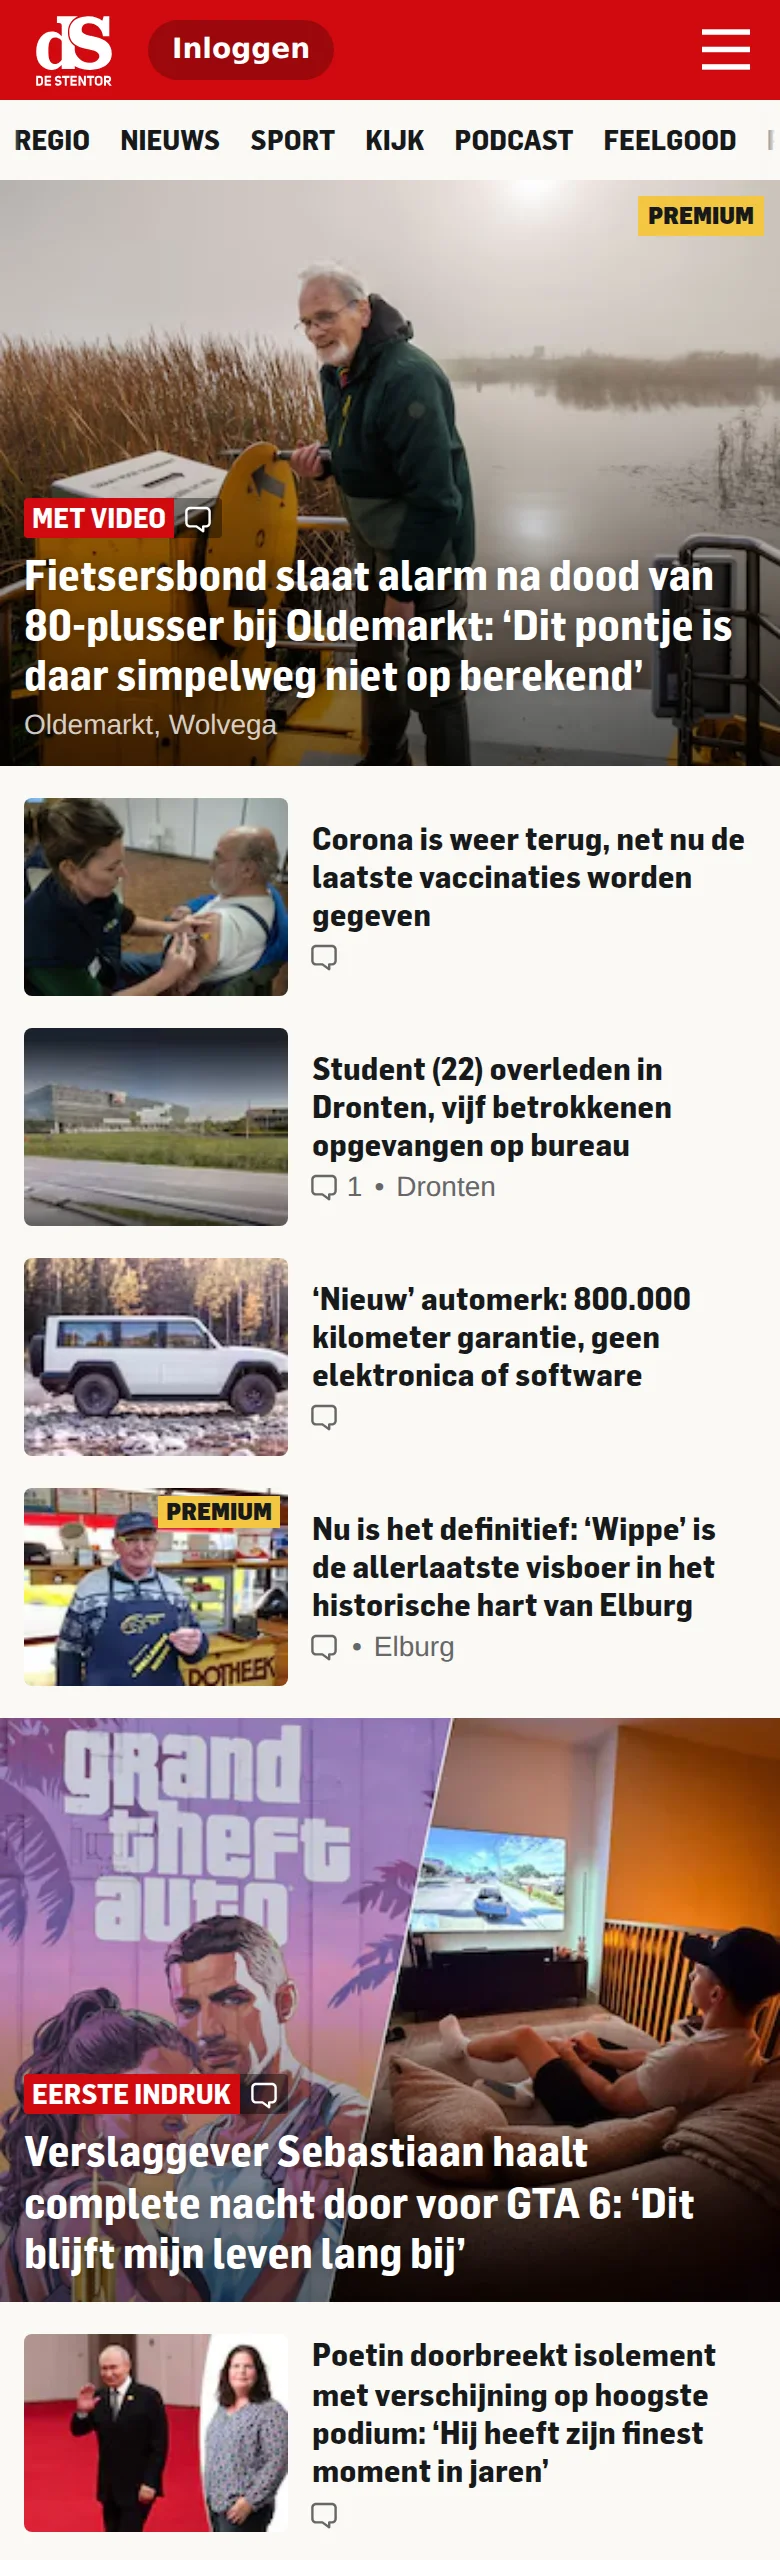 dS
DE STENTOR
Inloggen
REGIO NIEUWS SPORT KIJK PODCAST FEELGOOD
PREMIUM
MET VIDEO
Fietsersbond slaat alarm na dood van
80-plusser bij Oldemarkt: ‘Dit pontje is
daar simpelweg niet op berekend’
Oldemarkt, Wolvega
Corona is weer terug, net nu de
laatste vaccinaties worden
gegeven
Student (22) overleden in
Dronten, vijf betrokkenen
opgevangen op bureau
1 • Dronten
‘Nieuw’ automerk: 800.000
kilometer garantie, geen
elektronica of software
PREMIUM
DOTHEEK
Nu is het definitief: ‘Wippe’ is
de allerlaatste visboer in het
historische hart van Elburg
• Elburg
grand
theft
auto
EERSTE INDRUK
Verslaggever Sebastiaan haalt
complete nacht door voor GTA 6: ‘Dit
blijft mijn leven lang bij’
Poetin doorbreekt isolement
met verschijning op hoogste
podium: ‘Hij heeft zijn finest
moment in jaren’